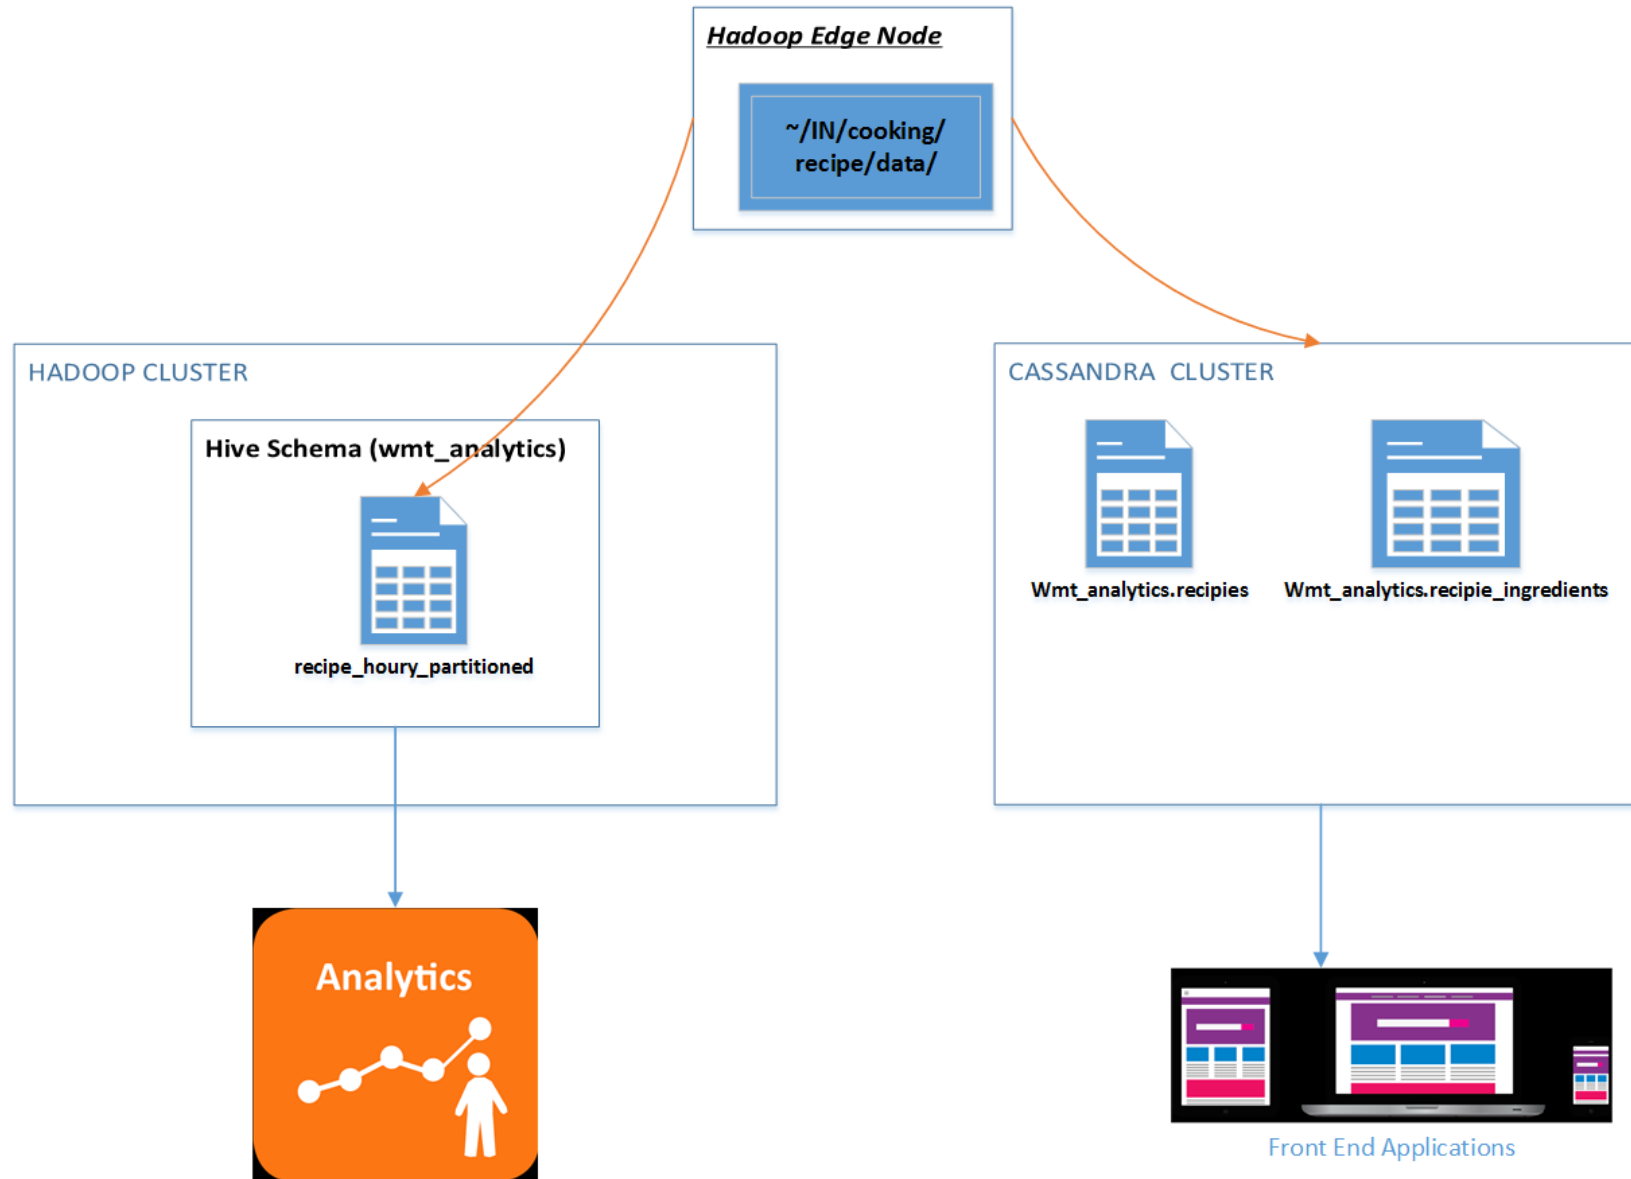 Hadoop Edge Node
~/IN/cooking/
recipe/data/
HADOOP CLUSTER
Hive Schema (wmt_analytics)
recipe_houry_partitioned
CASSANDRA  CLUSTER
Wmt_analytics.recipies
Wmt_analytics.recipie_ingredients
Analytics
Front End Applications